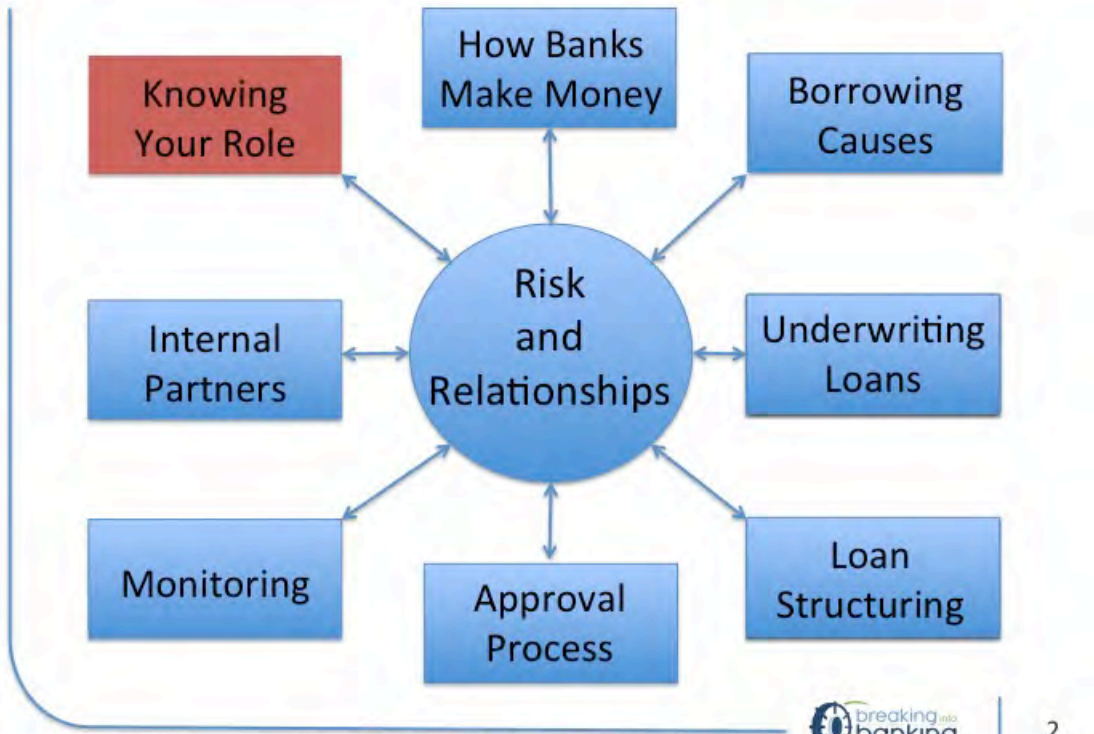 How Banks
Make Money
Knowing
Your Role
Borrowing
Causes
Risk
and
Relationships
Internal
Partners
Underwriting
Loans
Monitoring
Approval
Process
Loan
Structuring
breaking into
banking
2